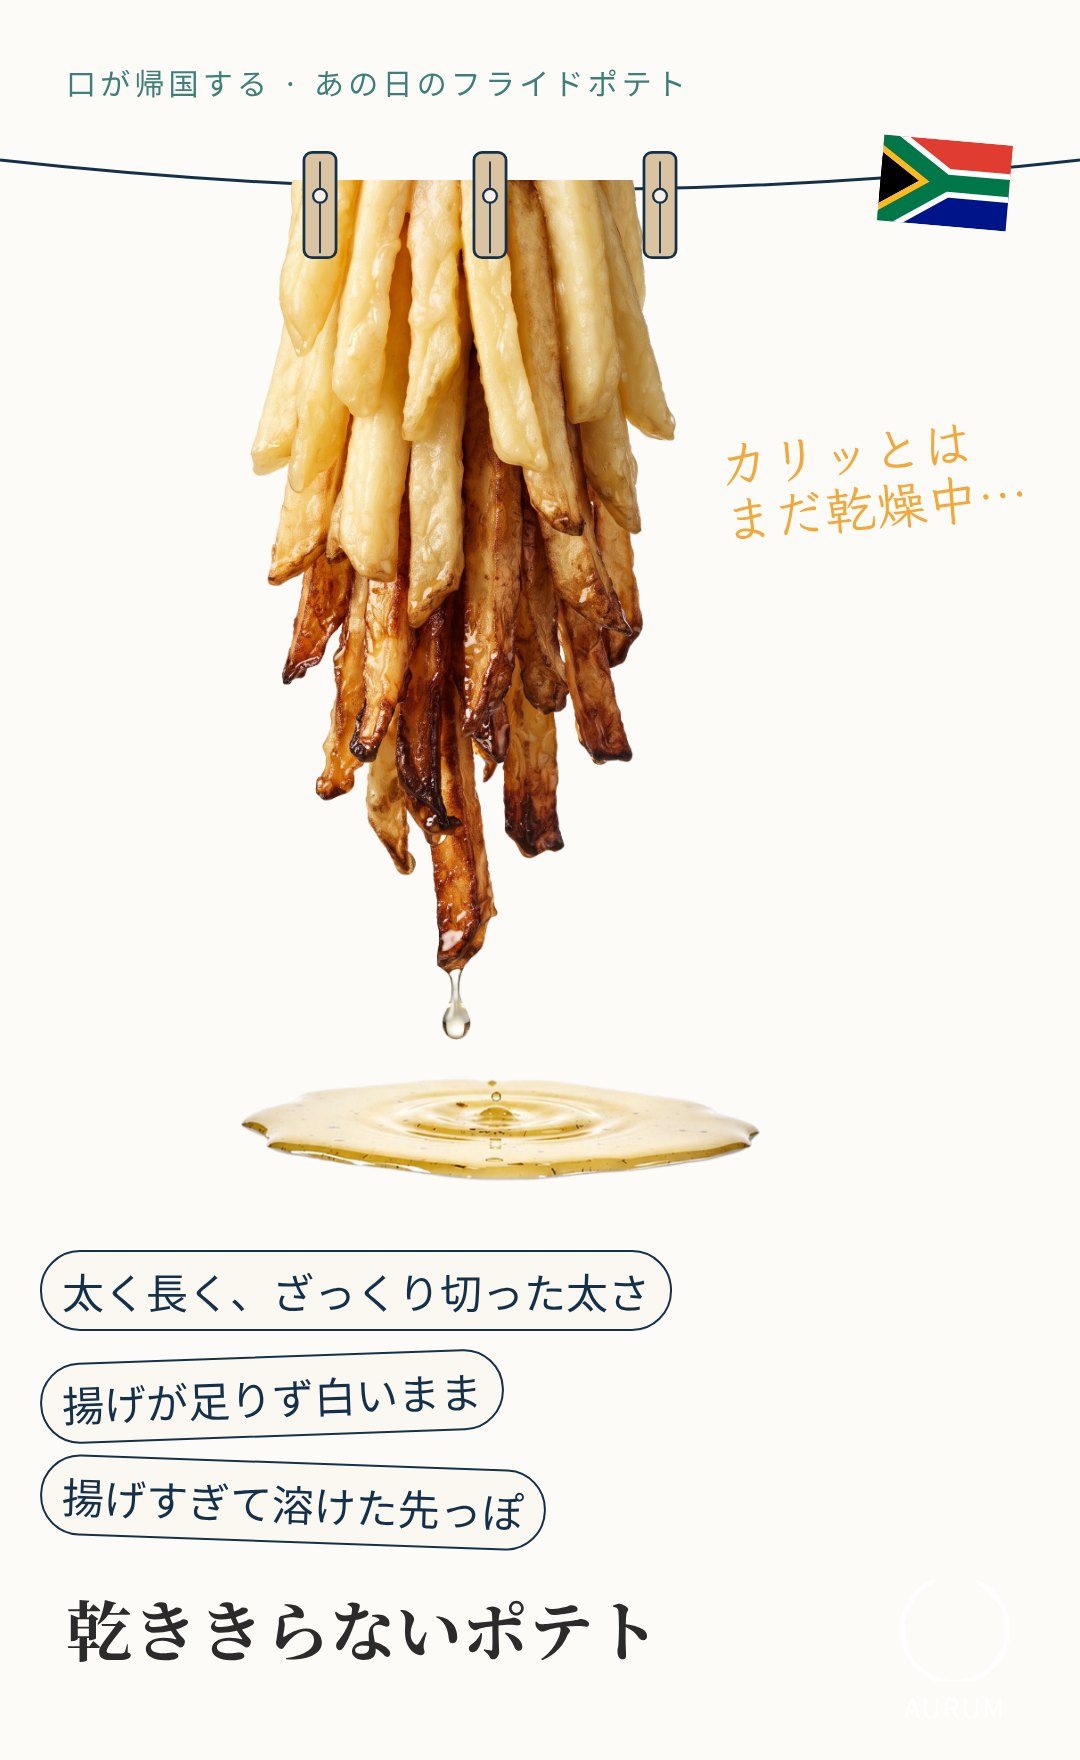 口が帰国する · あの日のフライドポテト
カリッとは
まだ乾燥中…
太く長く、ざっくり切った太さ
揚げが足りず白いまま
揚げすぎて溶けた先っぽ
乾ききらないポテト
AURUM